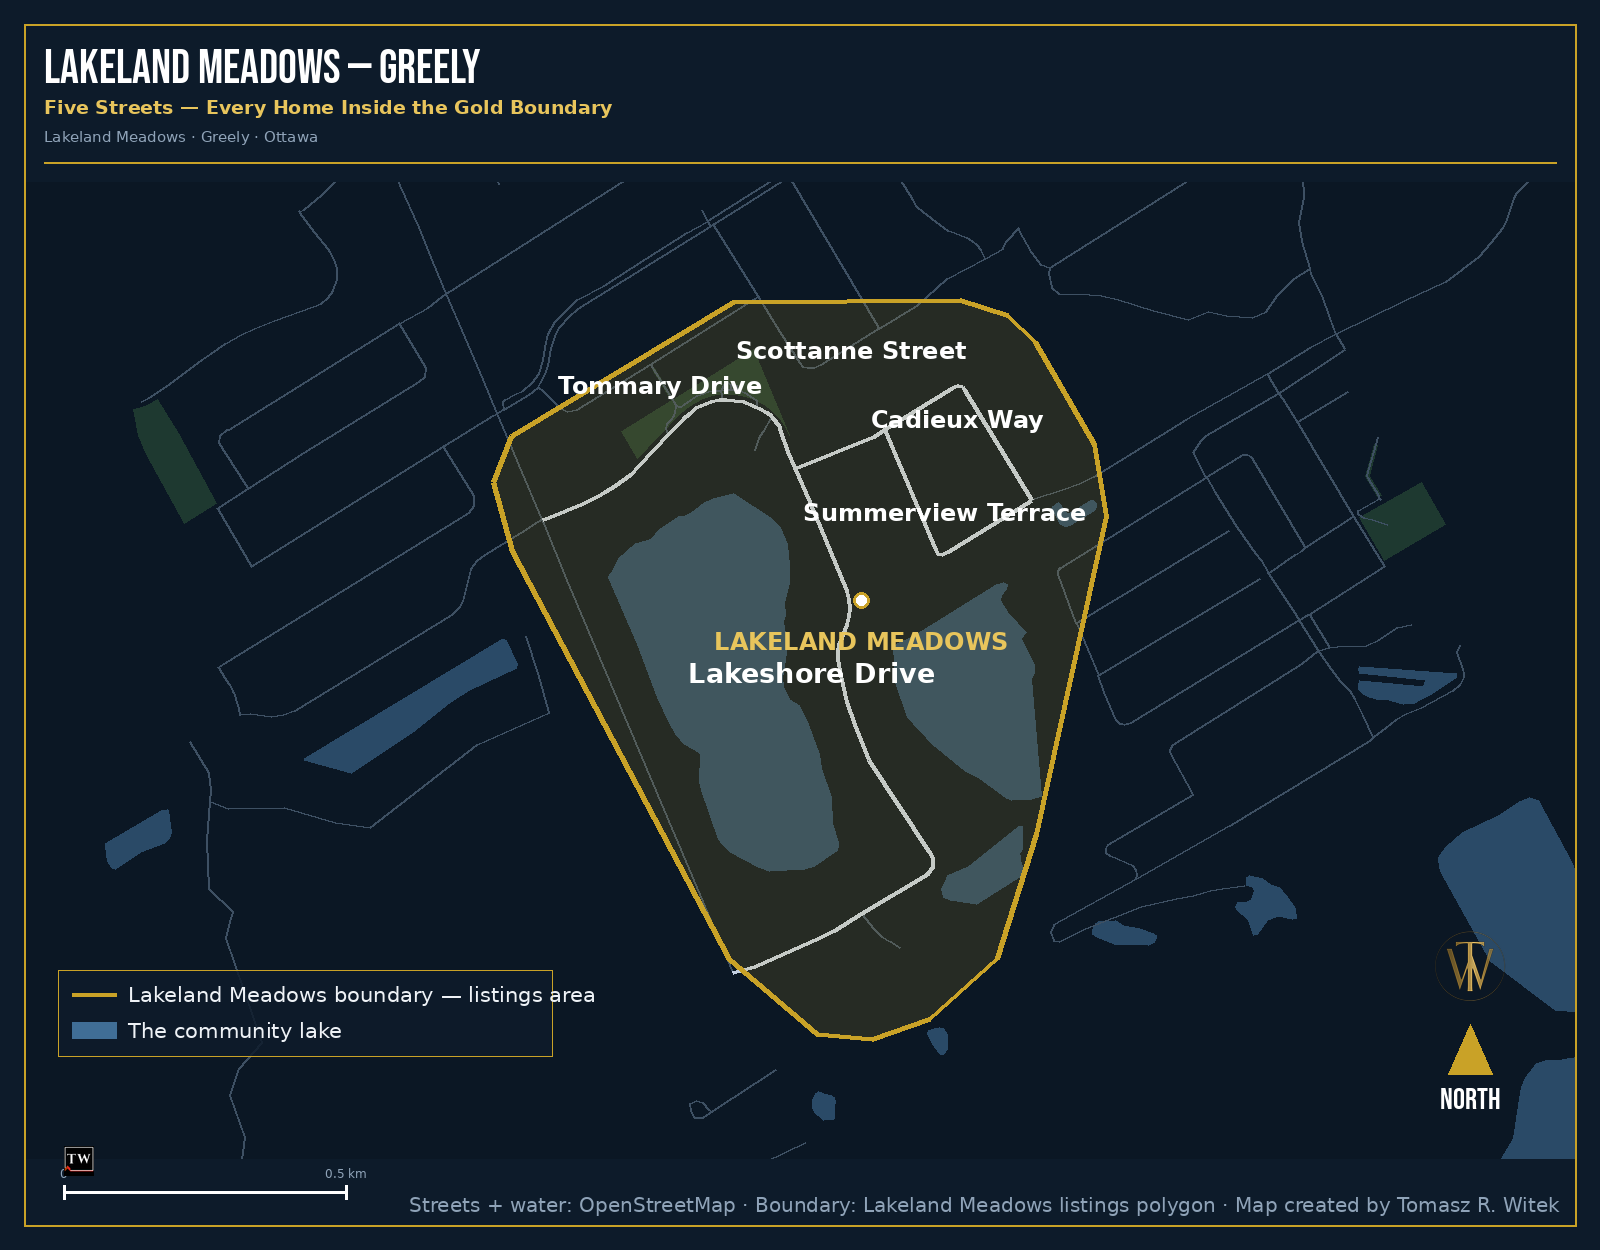 LAKELAND MEADOWS — GREELY
Five Streets — Every Home Inside the Gold Boundary
Lakeland Meadows · Greely · Ottawa
Scottanne Street
Tommary Drive
Cadieux Way
Summerview Terrace
LAKELAND MEADOWS
Lakeshore Drive
Lakeland Meadows boundary — listings area
The community lake
TW
NORTH
TW
0 0.5 km
Streets + water: OpenStreetMap · Boundary: Lakeland Meadows listings polygon · Map created by Tomasz R. Witek